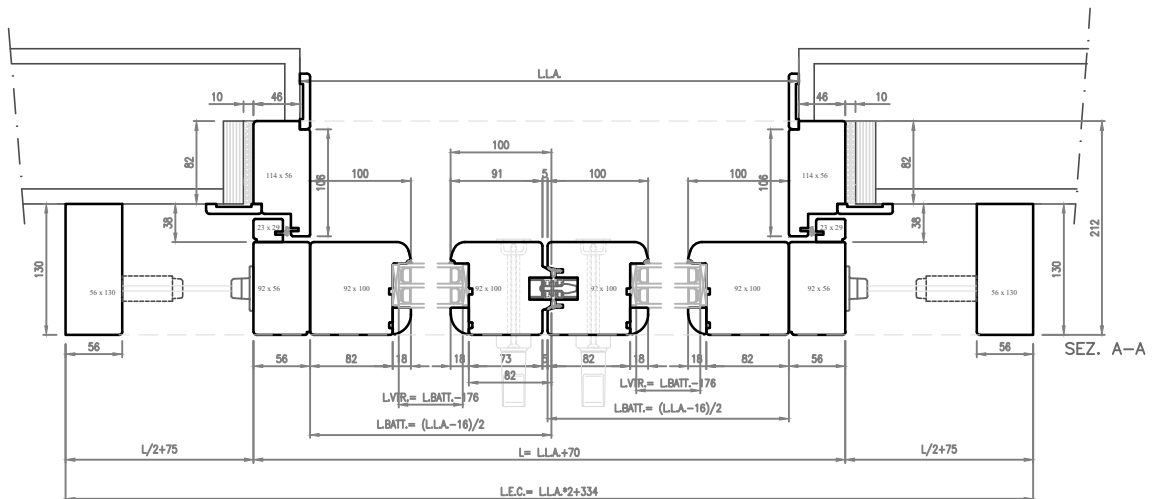 L.L.A.
10
46
46
10
100
82
114 x 56
106
100
91
5
100
100
106
114 x 56
82
38
23 x 29
23 x 29
38
212
130
56 x 130
92 x 56
92 x 100
92 x 100
92 x 100
92 x 100
92 x 56
56 x 130
130
SEZ. A-A
56
56
82
18
18
73
5
82
18
18
82
56
56
82
L.VTR.= L.BATT.-176
L.VTR.= L.BATT.-176
L.BATT.= (L.L.A.-16)/2
L.BATT.= (L.L.A.-16)/2
L/2+75
L= L.L.A.+70
L/2+75
L.E.C.= L.L.A.*2+334